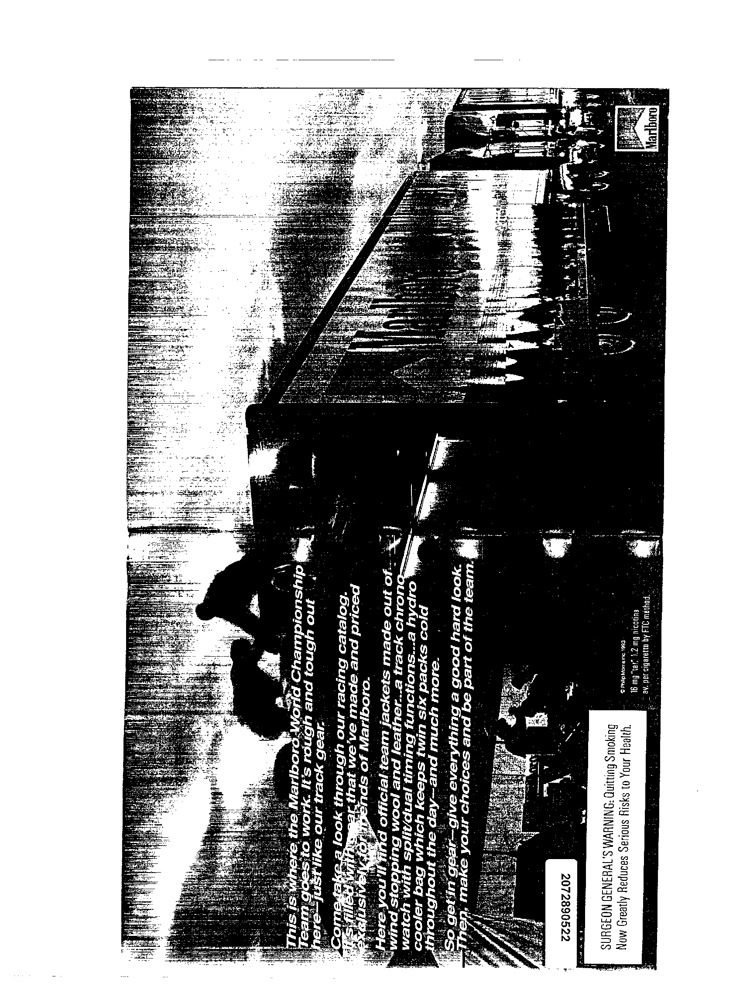 This is where the Marlboro World Championship
Team goes to work. It's rough and tough out
here—just like our track gear.
Come take a look through our racing catalog.
It's filled with gear that we've made and priced
exclusively for friends of Marlboro.
Here you'll find official team jackets made out of
wind stopping wool and leather...a track chrono
watch with split/dual timing functions...a hydro
cooler bag which keeps twin six packs cold
throughout the day—and much more.
So get in gear—give everything a good hard look.
Then, make your choices and be part of the team.
Marlboro
Marlboro
© Philip Morris Inc. 1993
16 mg "tar," 1.2 mg nicotine
av. per cigarette by FTC method.
SURGEON GENERAL'S WARNING: Quitting Smoking
Now Greatly Reduces Serious Risks to Your Health.
2072890522